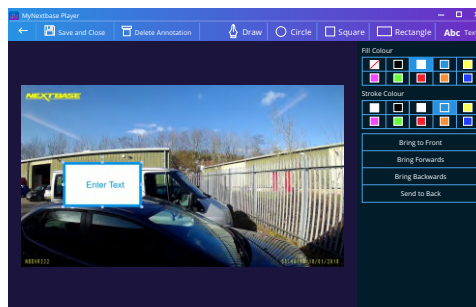 MyNextbase Player
Save and Close
Delete Annotation
Draw
Circle
Square
Rectangle
Abc Text
Fill Colour
Stroke Colour
NEXTBASE
Enter Text
Bring to Front
Bring Forwards
Bring Backwards
Send to Back